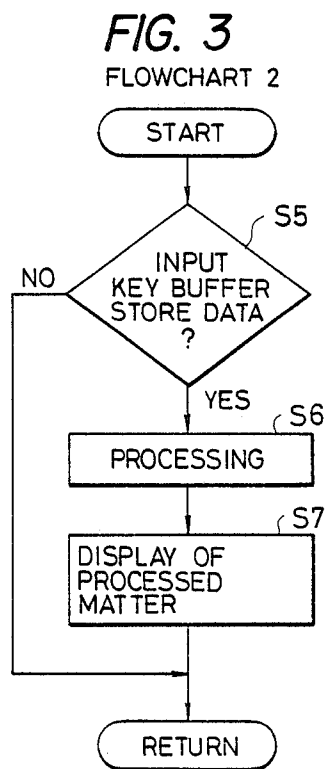 FIG. 3
FLOWCHART 2
START
S5
INPUT
KEY BUFFER
STORE DATA
?
NO
YES
S6
PROCESSING
S7
DISPLAY OF
PROCESSED
MATTER
RETURN